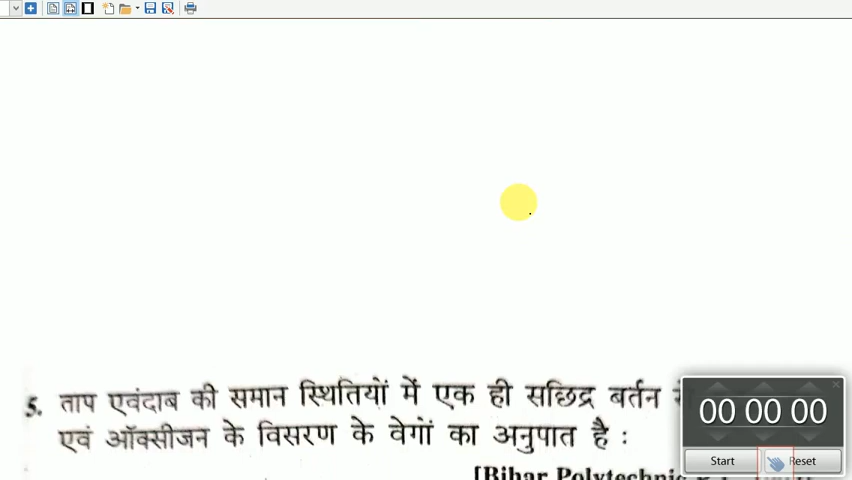 5. ताप एवंदाब की समान स्थितियों में एक ही सछिद्र बर्तन से
एवं ऑक्सीजन के विसरण के वेगों का अनुपात है :
[Bihar Polytechnic
00 00 00
Start
Reset